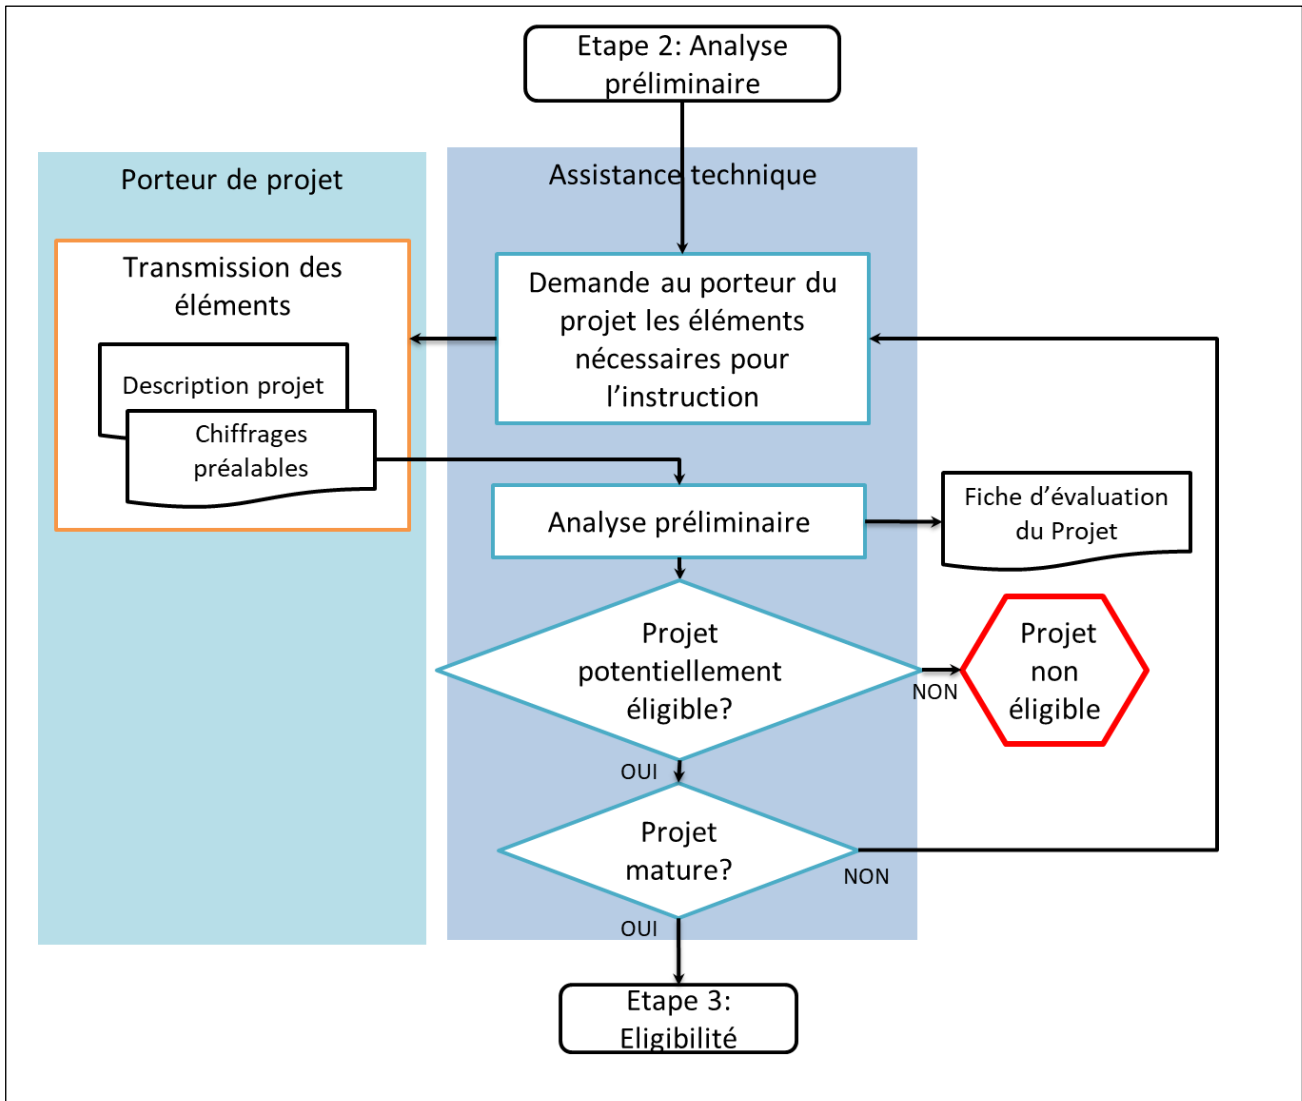 Etape 2: Analyse
préliminaire
Porteur de projet
Assistance technique
Transmission des
éléments
Description projet
Chiffrages
préalables
Demande au porteur du
projet les éléments
nécessaires pour
l’instruction
Analyse préliminaire
Fiche d’évaluation
du Projet
Projet
potentiellement
éligible?
NON
Projet
non
éligible
OUI
Projet
mature?
NON
OUI
Etape 3:
Eligibilité